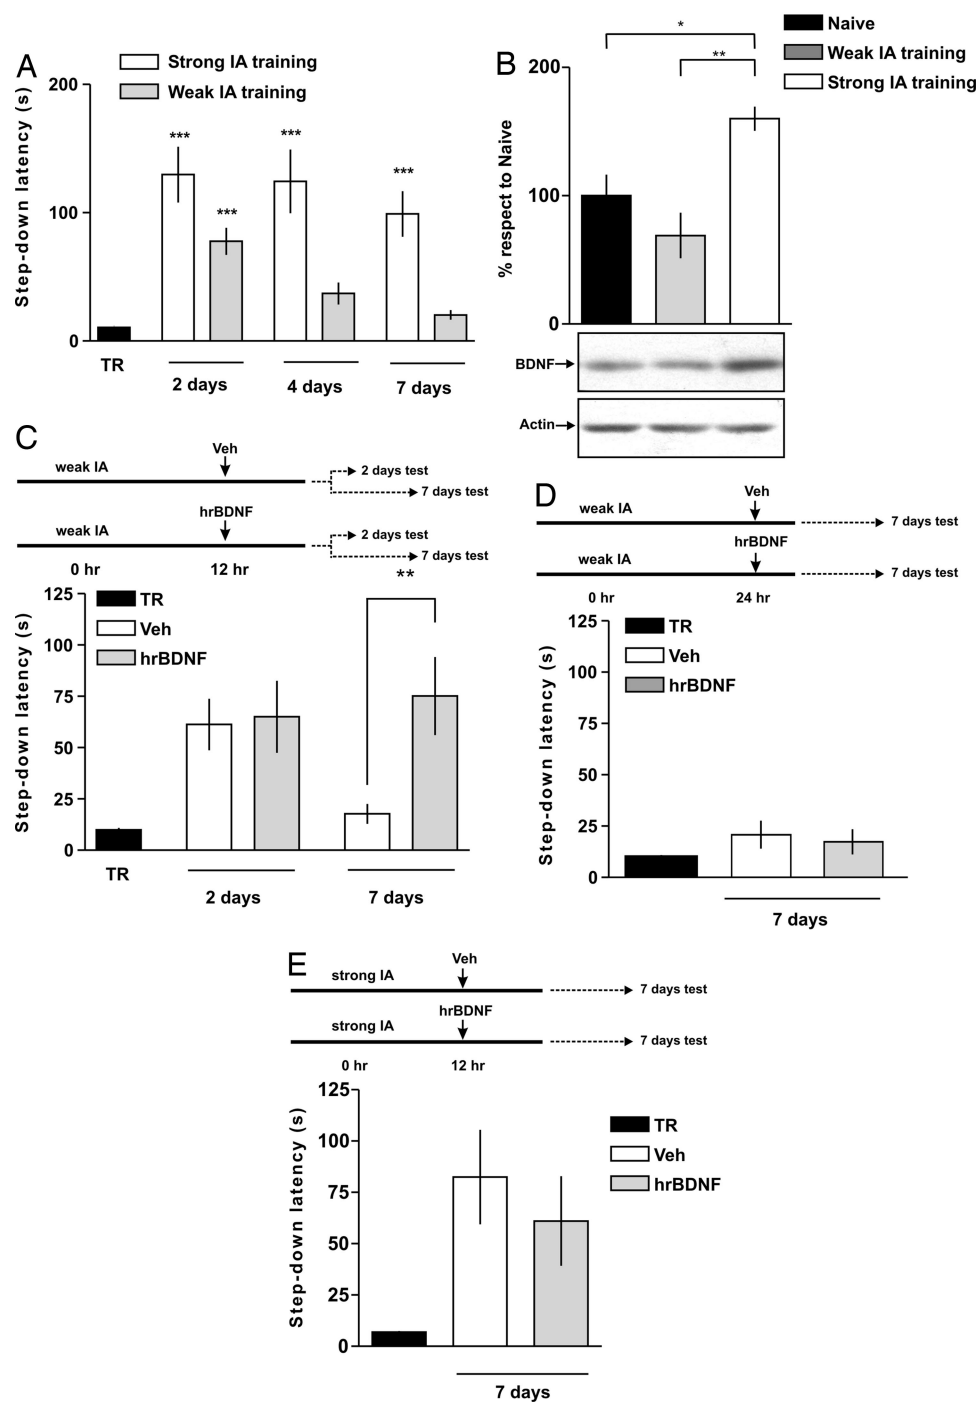 A
Strong IA training
Weak IA training
Step-down latency (s)
200
100
0
***
***
***
***
TR
2 days
4 days
7 days
B
Naive
Weak IA training
Strong IA training
*
**
% respect to Naive
200
100
0
BDNF
Actin
C
Veh
weak IA
2 days test
7 days test
hrBDNF
weak IA
2 days test
7 days test
0 hr
12 hr
**
TR
Veh
hrBDNF
Step-down latency (s)
125
100
75
50
25
0
TR
2 days
7 days
D
Veh
weak IA
7 days test
hrBDNF
weak IA
7 days test
0 hr
24 hr
TR
Veh
hrBDNF
Step-down latency (s)
125
100
75
50
25
0
7 days
E
Veh
strong IA
7 days test
hrBDNF
strong IA
7 days test
0 hr
12 hr
TR
Veh
hrBDNF
Step-down latency (s)
125
100
75
50
25
0
7 days